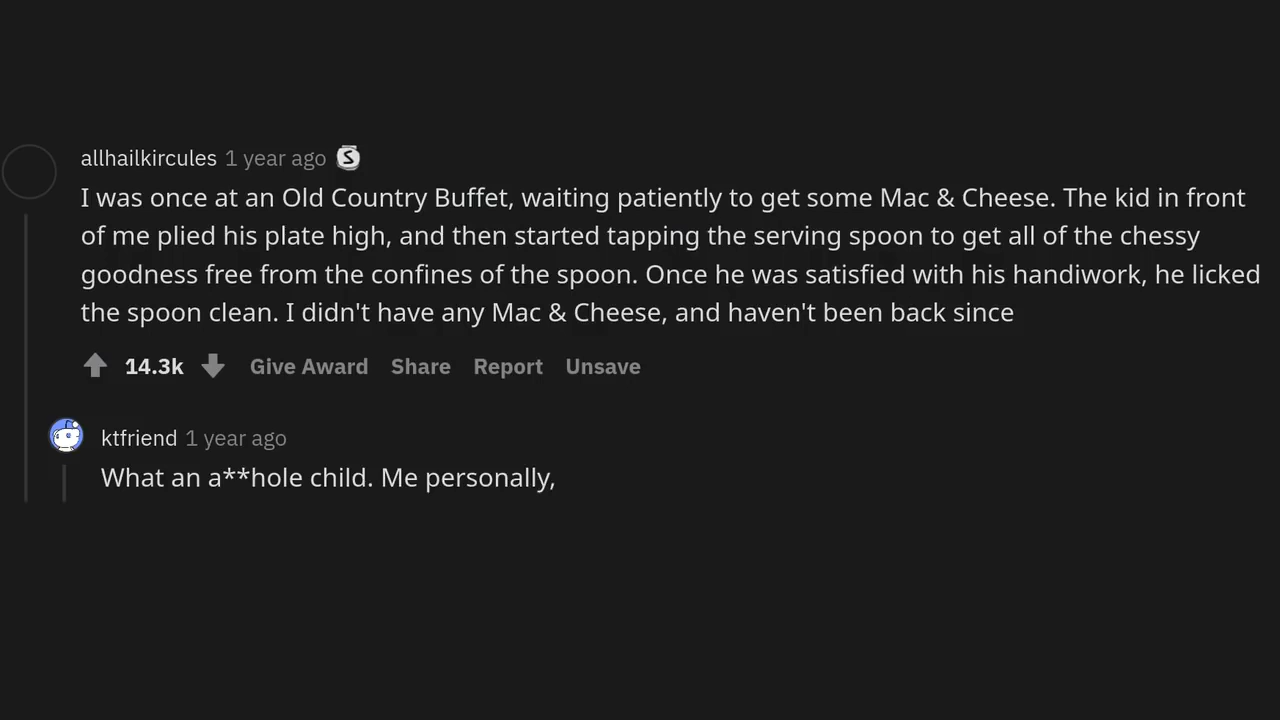 allhailkircules 1 year ago
I was once at an Old Country Buffet, waiting patiently to get some Mac & Cheese. The kid in front
of me plied his plate high, and then started tapping the serving spoon to get all of the chessy
goodness free from the confines of the spoon. Once he was satisfied with his handiwork, he licked
the spoon clean. I didn't have any Mac & Cheese, and haven't been back since
14.3k Give Award Share Report Unsave
ktfriend 1 year ago
What an a**hole child. Me personally,